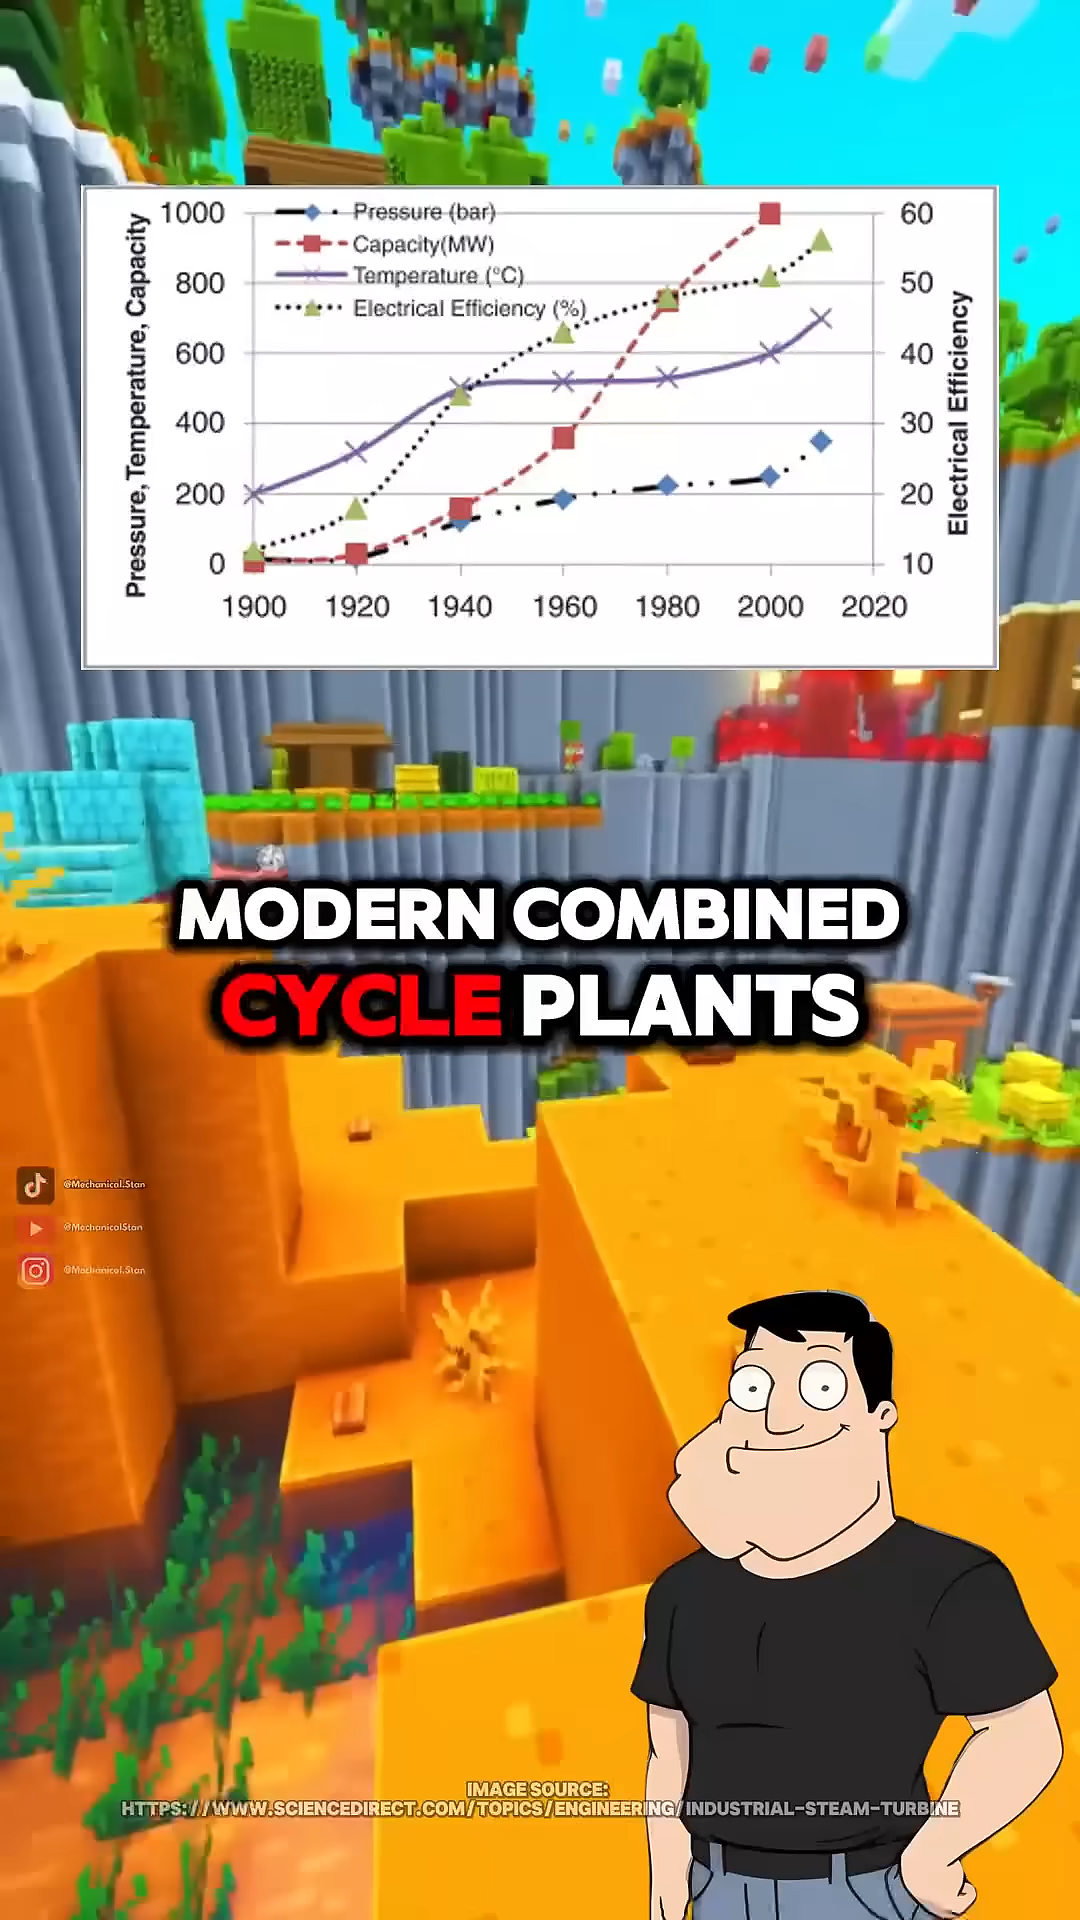 Pressure (bar)
Capacity(MW)
Temperature (°C)
Electrical Efficiency (%)
Pressure, Temperature, Capacity
1000
800
600
400
200
0
60
50
40
30
20
10
Electrical Efficiency
1900 1920 1940 1960 1980 2000 2020
MODERN COMBINED
CYCLE PLANTS
@Mechanical.Stan
@MechanicalStan
@Mechanical.Stan
IMAGE SOURCE:
HTTPS://WWW.SCIENCEDIRECT.COM/TOPICS/ENGINEERING/INDUSTRIAL-STEAM-TURBINE